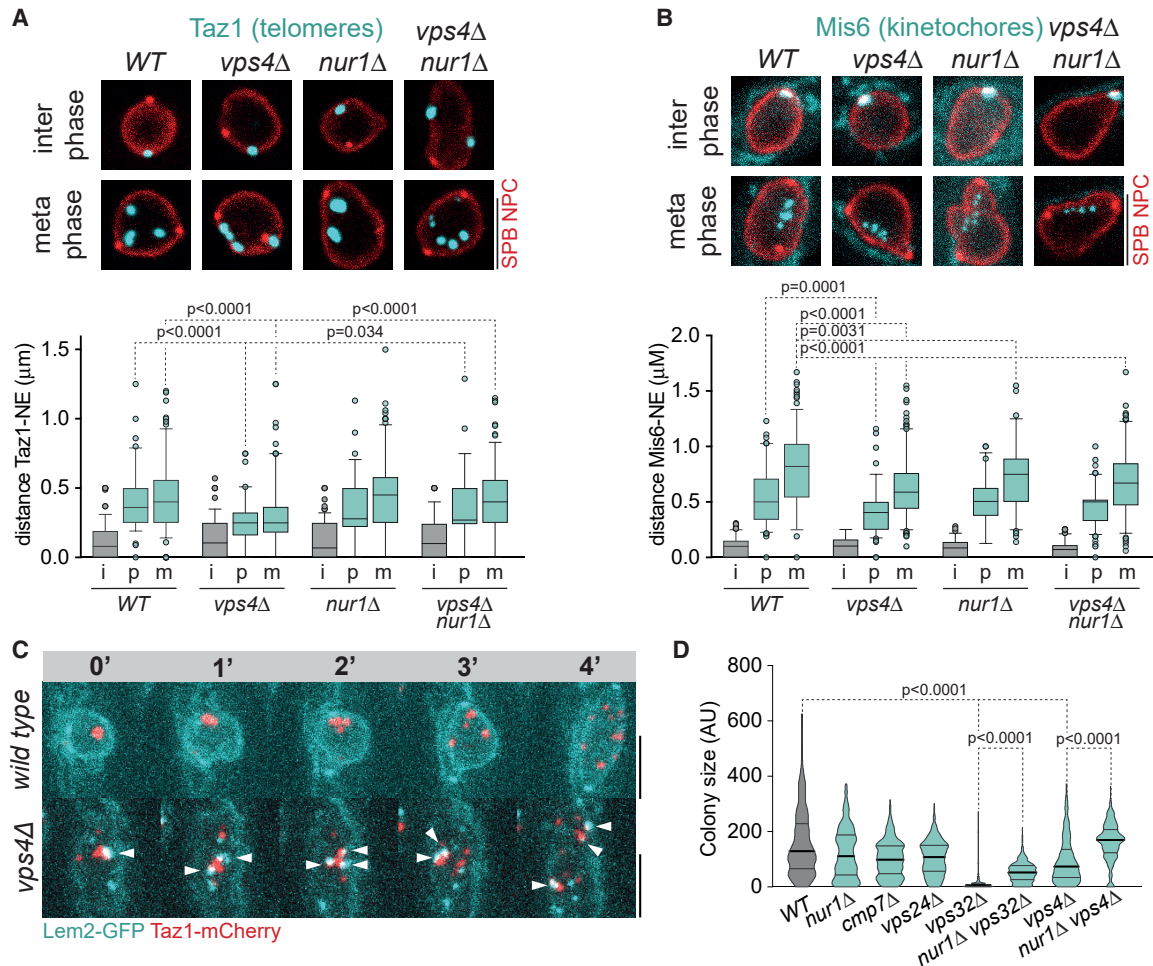 A
Taz1 (telomeres)
WT
vps4Δ
nur1Δ
vps4Δ
nur1Δ
inter
phase
meta
phase
SPB NPC
distance Taz1-NE (μm)
1.5
1.0
0.5
0.0
p<0.0001
p<0.0001
p<0.0001
p=0.034
i p m i p m i p m i p m
WT
vps4Δ
nur1Δ
vps4Δ
nur1Δ
B
Mis6 (kinetochores)
WT
vps4Δ
nur1Δ
vps4Δ
nur1Δ
inter
phase
meta
phase
SPB NPC
distance Mis6-NE (μM)
2.0
1.5
1.0
0.5
0.0
p=0.0001
p<0.0001
p=0.0031
p<0.0001
i p m i p m i p m i p m
WT
vps4Δ
nur1Δ
vps4Δ
nur1Δ
C
0’ 1’ 2’ 3’ 4’
wild type
vps4Δ
Lem2-GFP Taz1-mCherry
D
Colony size (AU)
800
600
400
200
0
p<0.0001
p<0.0001
p<0.0001
WT
nur1Δ
cmp7Δ
vps24Δ
vps32Δ
nur1Δ vps32Δ
vps4Δ
nur1Δ vps4Δ